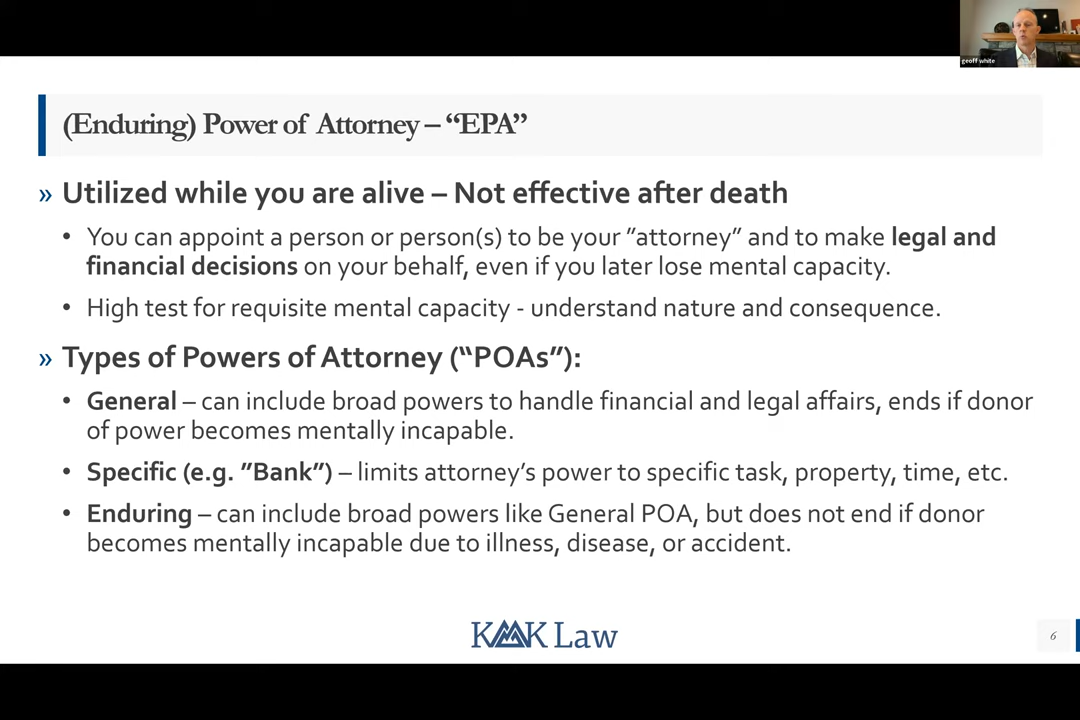 geoff white
(Enduring) Power of Attorney – “EPA”
» Utilized while you are alive – Not effective after death
• You can appoint a person or person(s) to be your ”attorney” and to make legal and
financial decisions on your behalf, even if you later lose mental capacity.
• High test for requisite mental capacity - understand nature and consequence.
» Types of Powers of Attorney (“POAs”):
• General – can include broad powers to handle financial and legal affairs, ends if donor
of power becomes mentally incapable.
• Specific (e.g. ”Bank”) – limits attorney’s power to specific task, property, time, etc.
• Enduring – can include broad powers like General POA, but does not end if donor
becomes mentally incapable due to illness, disease, or accident.
KMK Law
6